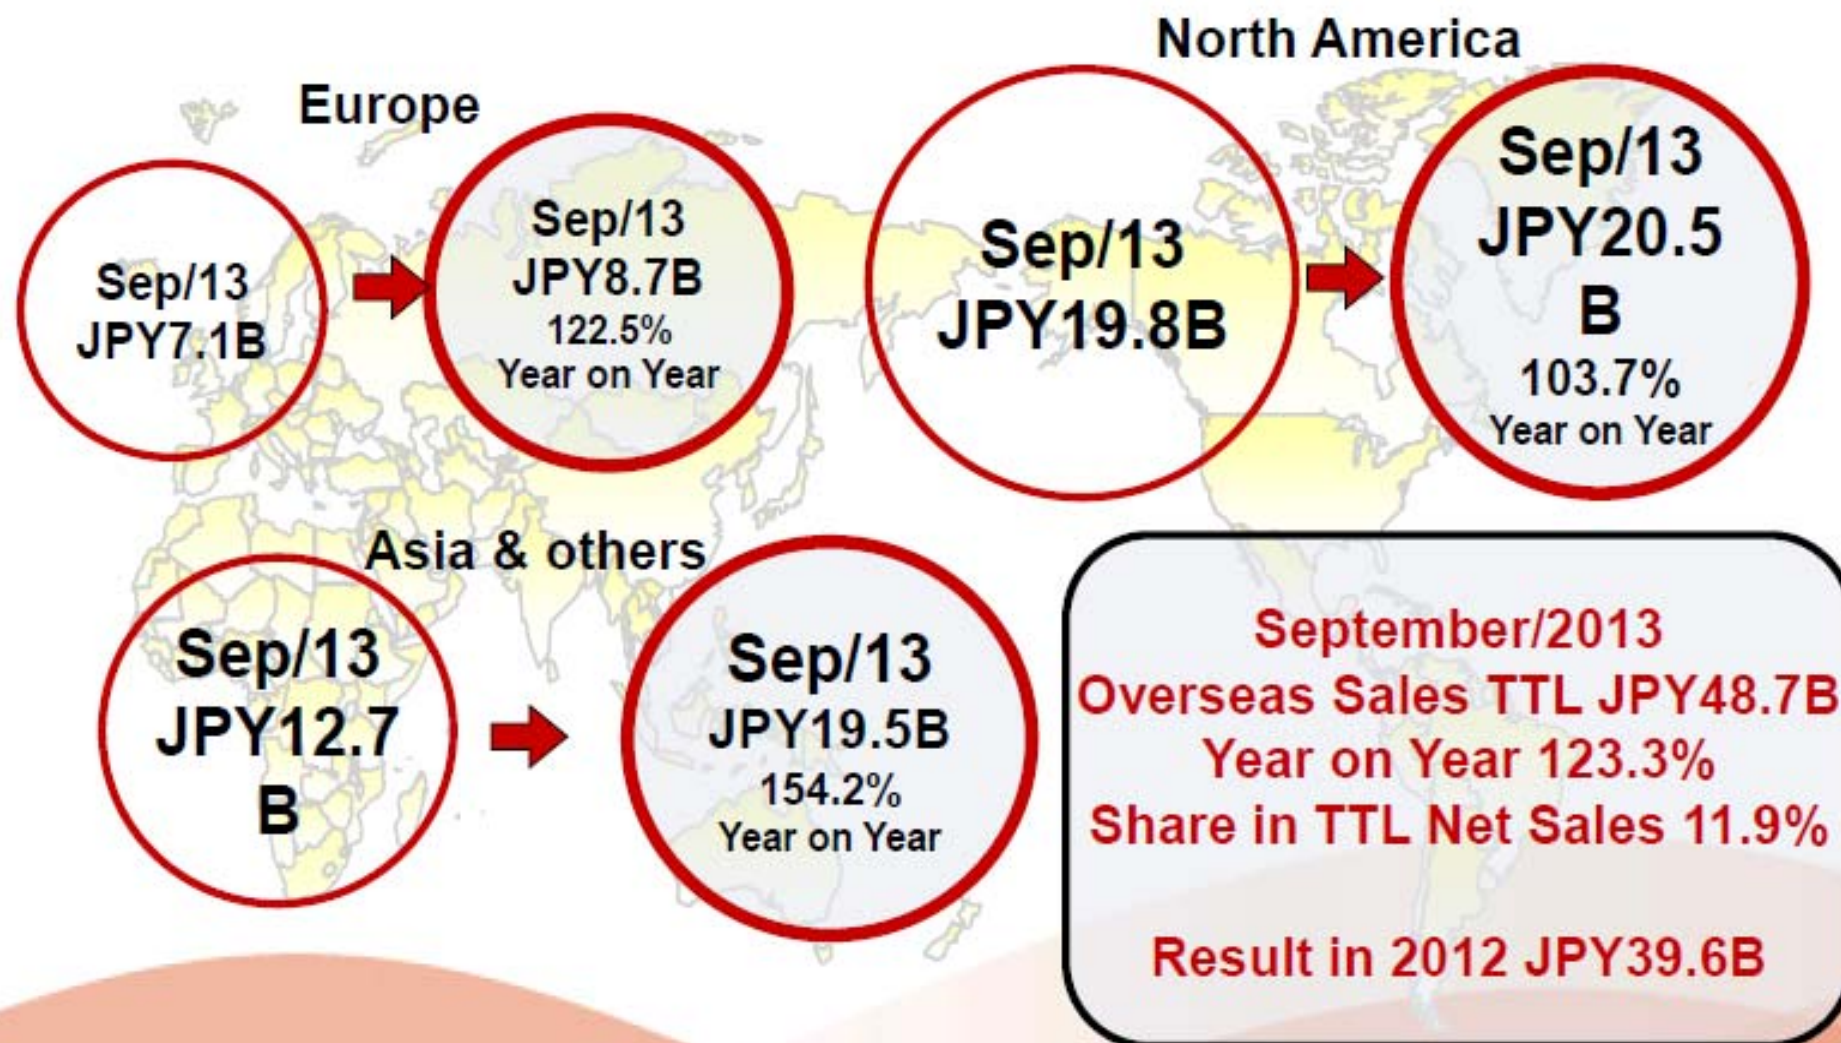 North America
Europe
Sep/13
JPY7.1B
Sep/13
JPY8.7B
122.5%
Year on Year
Sep/13
JPY19.8B
Sep/13
JPY20.5
B
103.7%
Year on Year
Asia & others
Sep/13
JPY12.7
B
Sep/13
JPY19.5B
154.2%
Year on Year
September/2013
Overseas Sales TTL JPY48.7B
Year on Year 123.3%
Share in TTL Net Sales 11.9%
Result in 2012 JPY39.6B